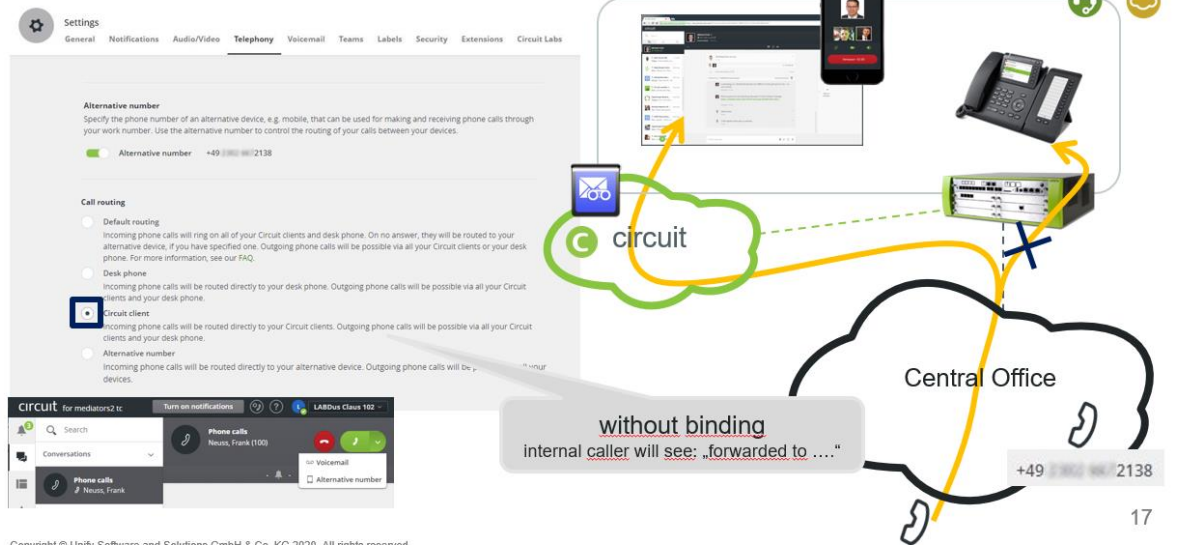 Settings
General Notifications Audio/Video Telephony Voicemail Teams Labels Security Extensions Circuit Labs
Alternative number
Specify the phone number of an alternative device, e.g. mobile, that can be used for making and receiving phone calls through
your work number. Use the alternative number to control the routing of your calls between your devices.
Alternative number +49 2138
Call routing
Default routing
Incoming phone calls will ring on all of your Circuit clients and desk phone. On no answer, they will be routed to your
alternative device, if you have specified one. Outgoing phone calls will be possible via all your Circuit clients or your desk
phone. For more information, see our FAQ.
Desk phone
Incoming phone calls will be routed directly to your desk phone. Outgoing phone calls will be possible via all your Circuit
clients and your desk phone.
Circuit client
Incoming phone calls will be routed directly to your Circuit clients. Outgoing phone calls will be possible via all your Circuit
clients and your desk phone.
Alternative number
Incoming phone calls will be routed directly to your alternative device. Outgoing phone calls will be your
devices.
circuit for mediators2 tc Turn on notifications ? LABDus Claus 102
3 Search
Conversations
Phone calls
Neuss, Frank
Phone calls
Neuss, Frank (100)
Voicemail
Alternative number
C circuit
Central Office
without binding
internal caller will see: „forwarded to ...."
+49 2138
17
Copyright © Unify Software and Solutions GmbH & Co. KG 2020. All rights reserved.